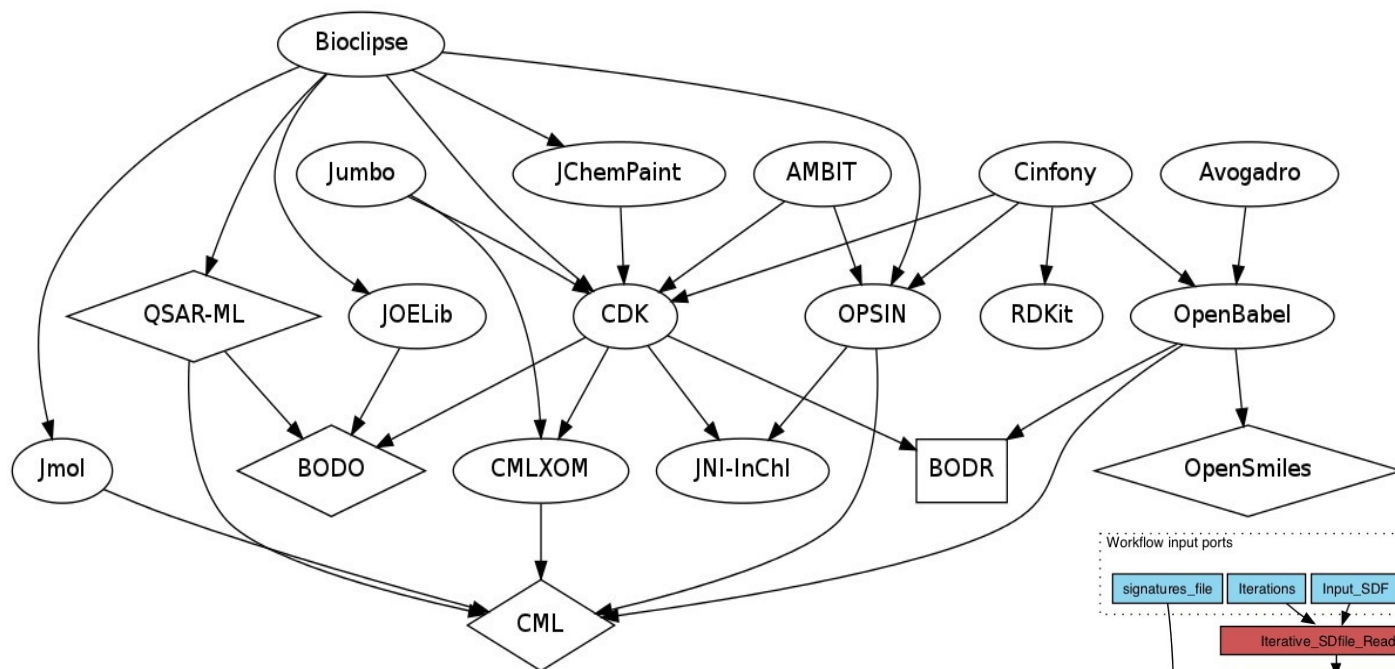 Bioclipse
Jumbo
JChemPaint
AMBIT
Cinfony
Avogadro
QSAR-ML
JOELib
CDK
OPSIN
RDKit
OpenBabel
Jmol
BODO
CMLXOM
JNI-InChI
BODR
OpenSmiles
CML
Workflow input ports
signatures_file
Iterations
Input_SDF
Iterative_SDfile_Read